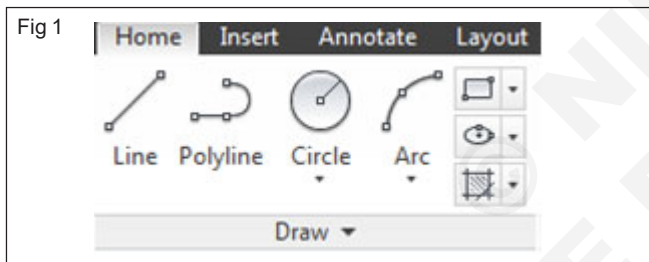 Fig 1
Home Insert Annotate Layout
Line Polyline Circle Arc
Draw